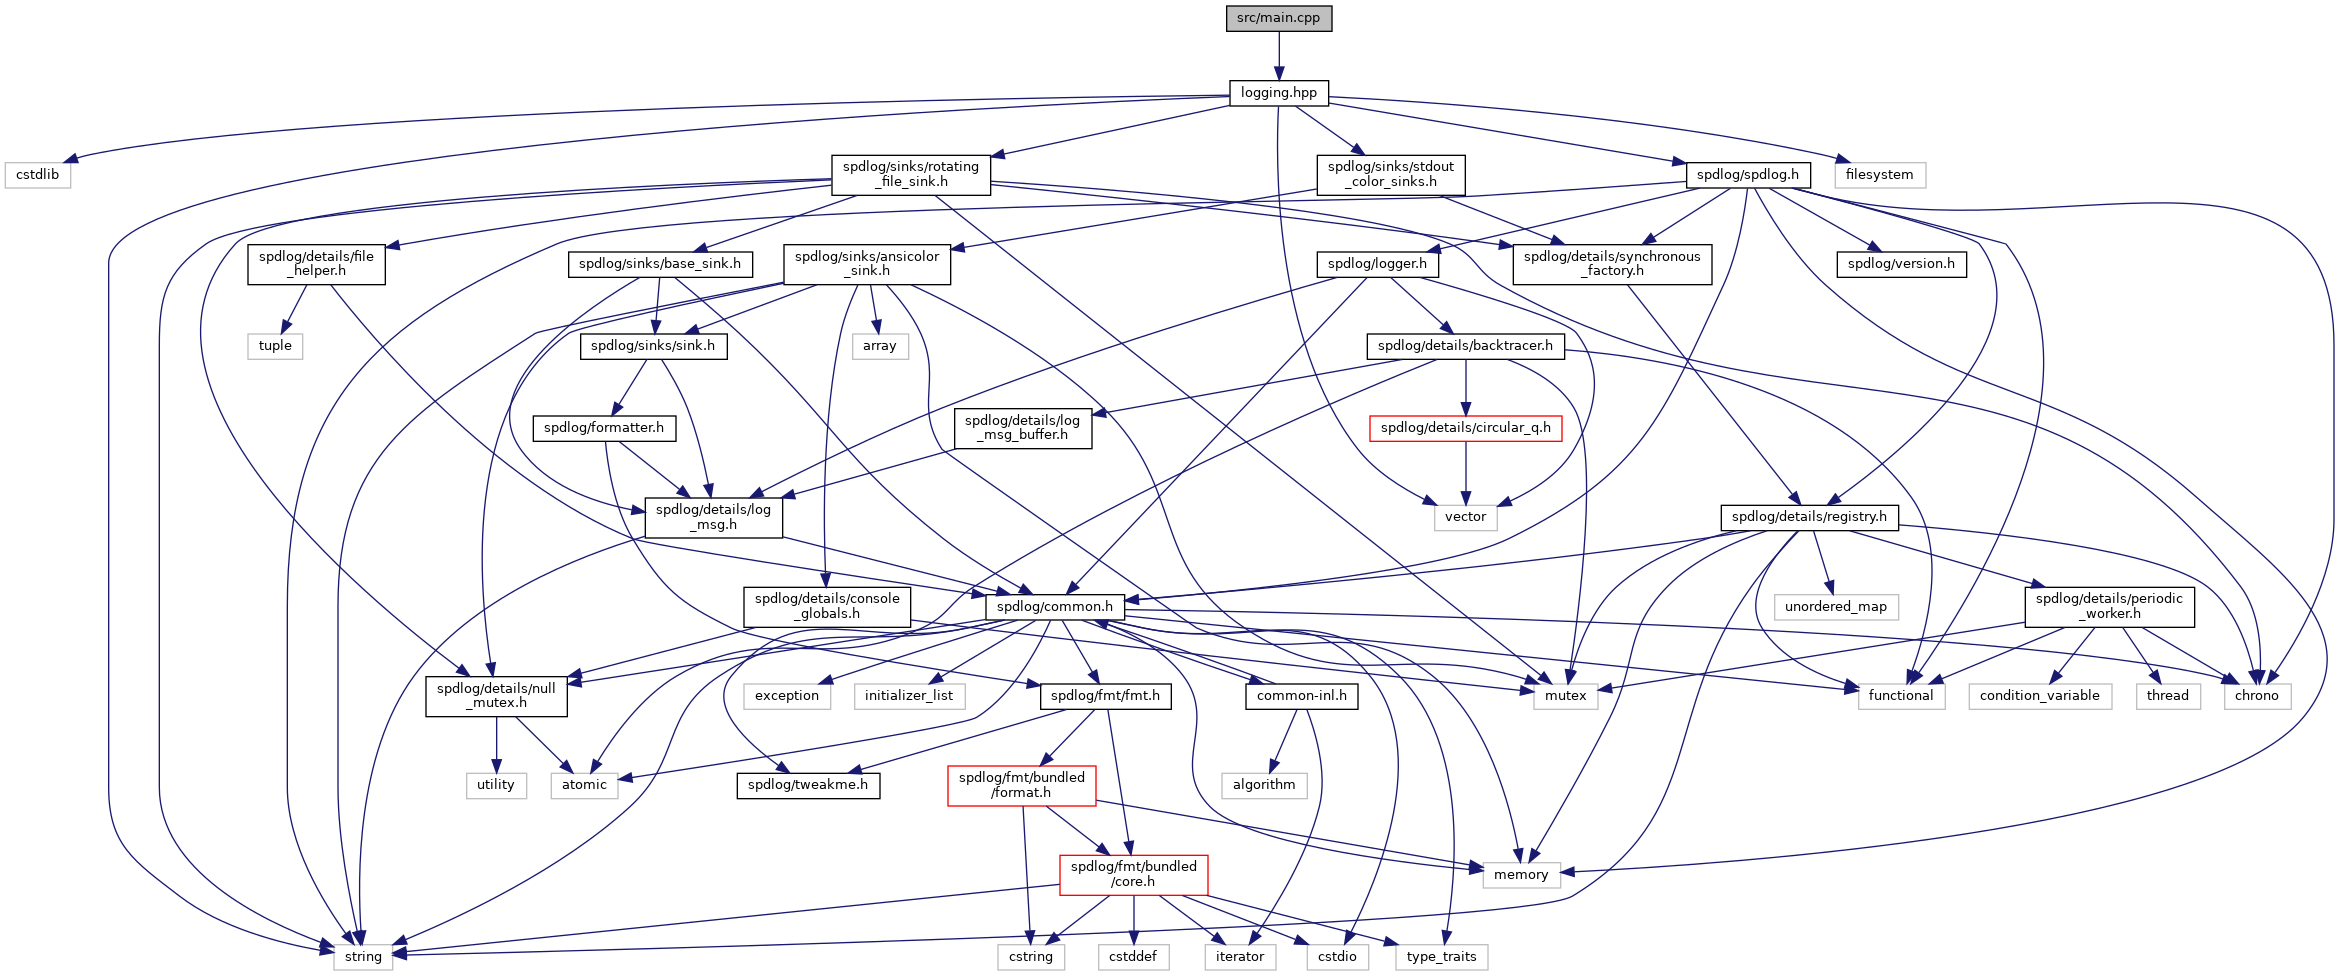 src/main.cpp
logging.hpp
cstdlib
spdlog/sinks/rotating
_file_sink.h
spdlog/sinks/stdout
_color_sinks.h
spdlog/spdlog.h
filesystem
spdlog/details/file
_helper.h
spdlog/sinks/base_sink.h
spdlog/sinks/ansicolor
_sink.h
spdlog/logger.h
spdlog/details/synchronous
_factory.h
spdlog/version.h
tuple
spdlog/sinks/sink.h
array
spdlog/details/backtracer.h
spdlog/formatter.h
spdlog/details/log
_msg_buffer.h
spdlog/details/circular_q.h
spdlog/details/log
_msg.h
vector
spdlog/details/registry.h
spdlog/details/console
_globals.h
spdlog/common.h
unordered_map
spdlog/details/periodic
_worker.h
spdlog/details/null
_mutex.h
exception
initializer_list
spdlog/fmt/fmt.h
common-inl.h
mutex
functional
condition_variable
thread
chrono
utility
atomic
spdlog/tweakme.h
spdlog/fmt/bundled
/format.h
algorithm
spdlog/fmt/bundled
/core.h
memory
string
cstring
cstddef
iterator
cstdio
type_traits